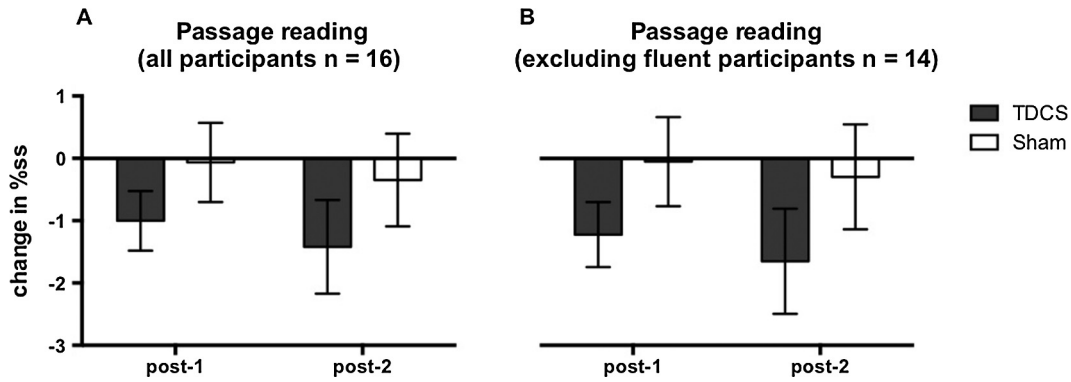 A
Passage reading
(all participants n = 16)
B
Passage reading
(excluding fluent participants n = 14)
change in %ss
1
0
-1
-2
-3
post-1
post-2
post-1
post-2
TDCS
Sham